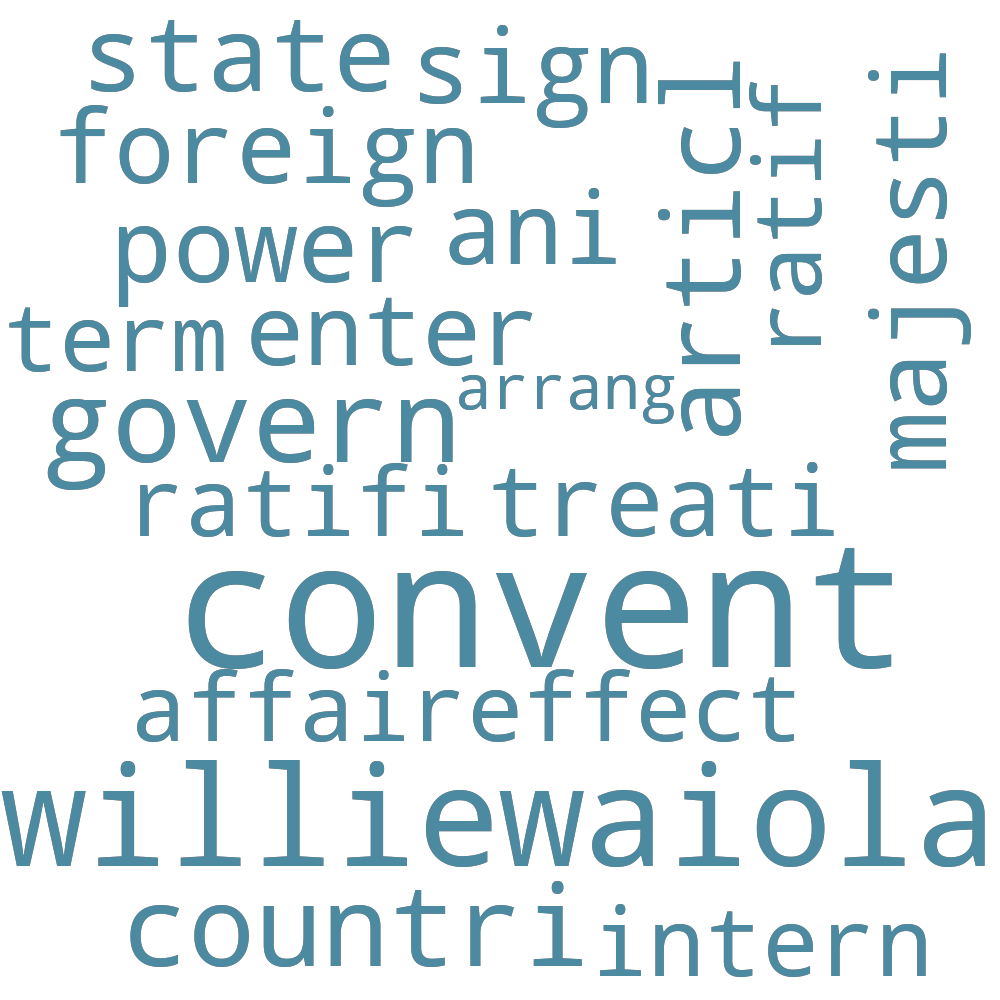 state sign
foreign
power ani
term enter
arrang
govern
ratifi treati
convent
affair effect
williewaiola
countri intern
articl
ratif
majesti